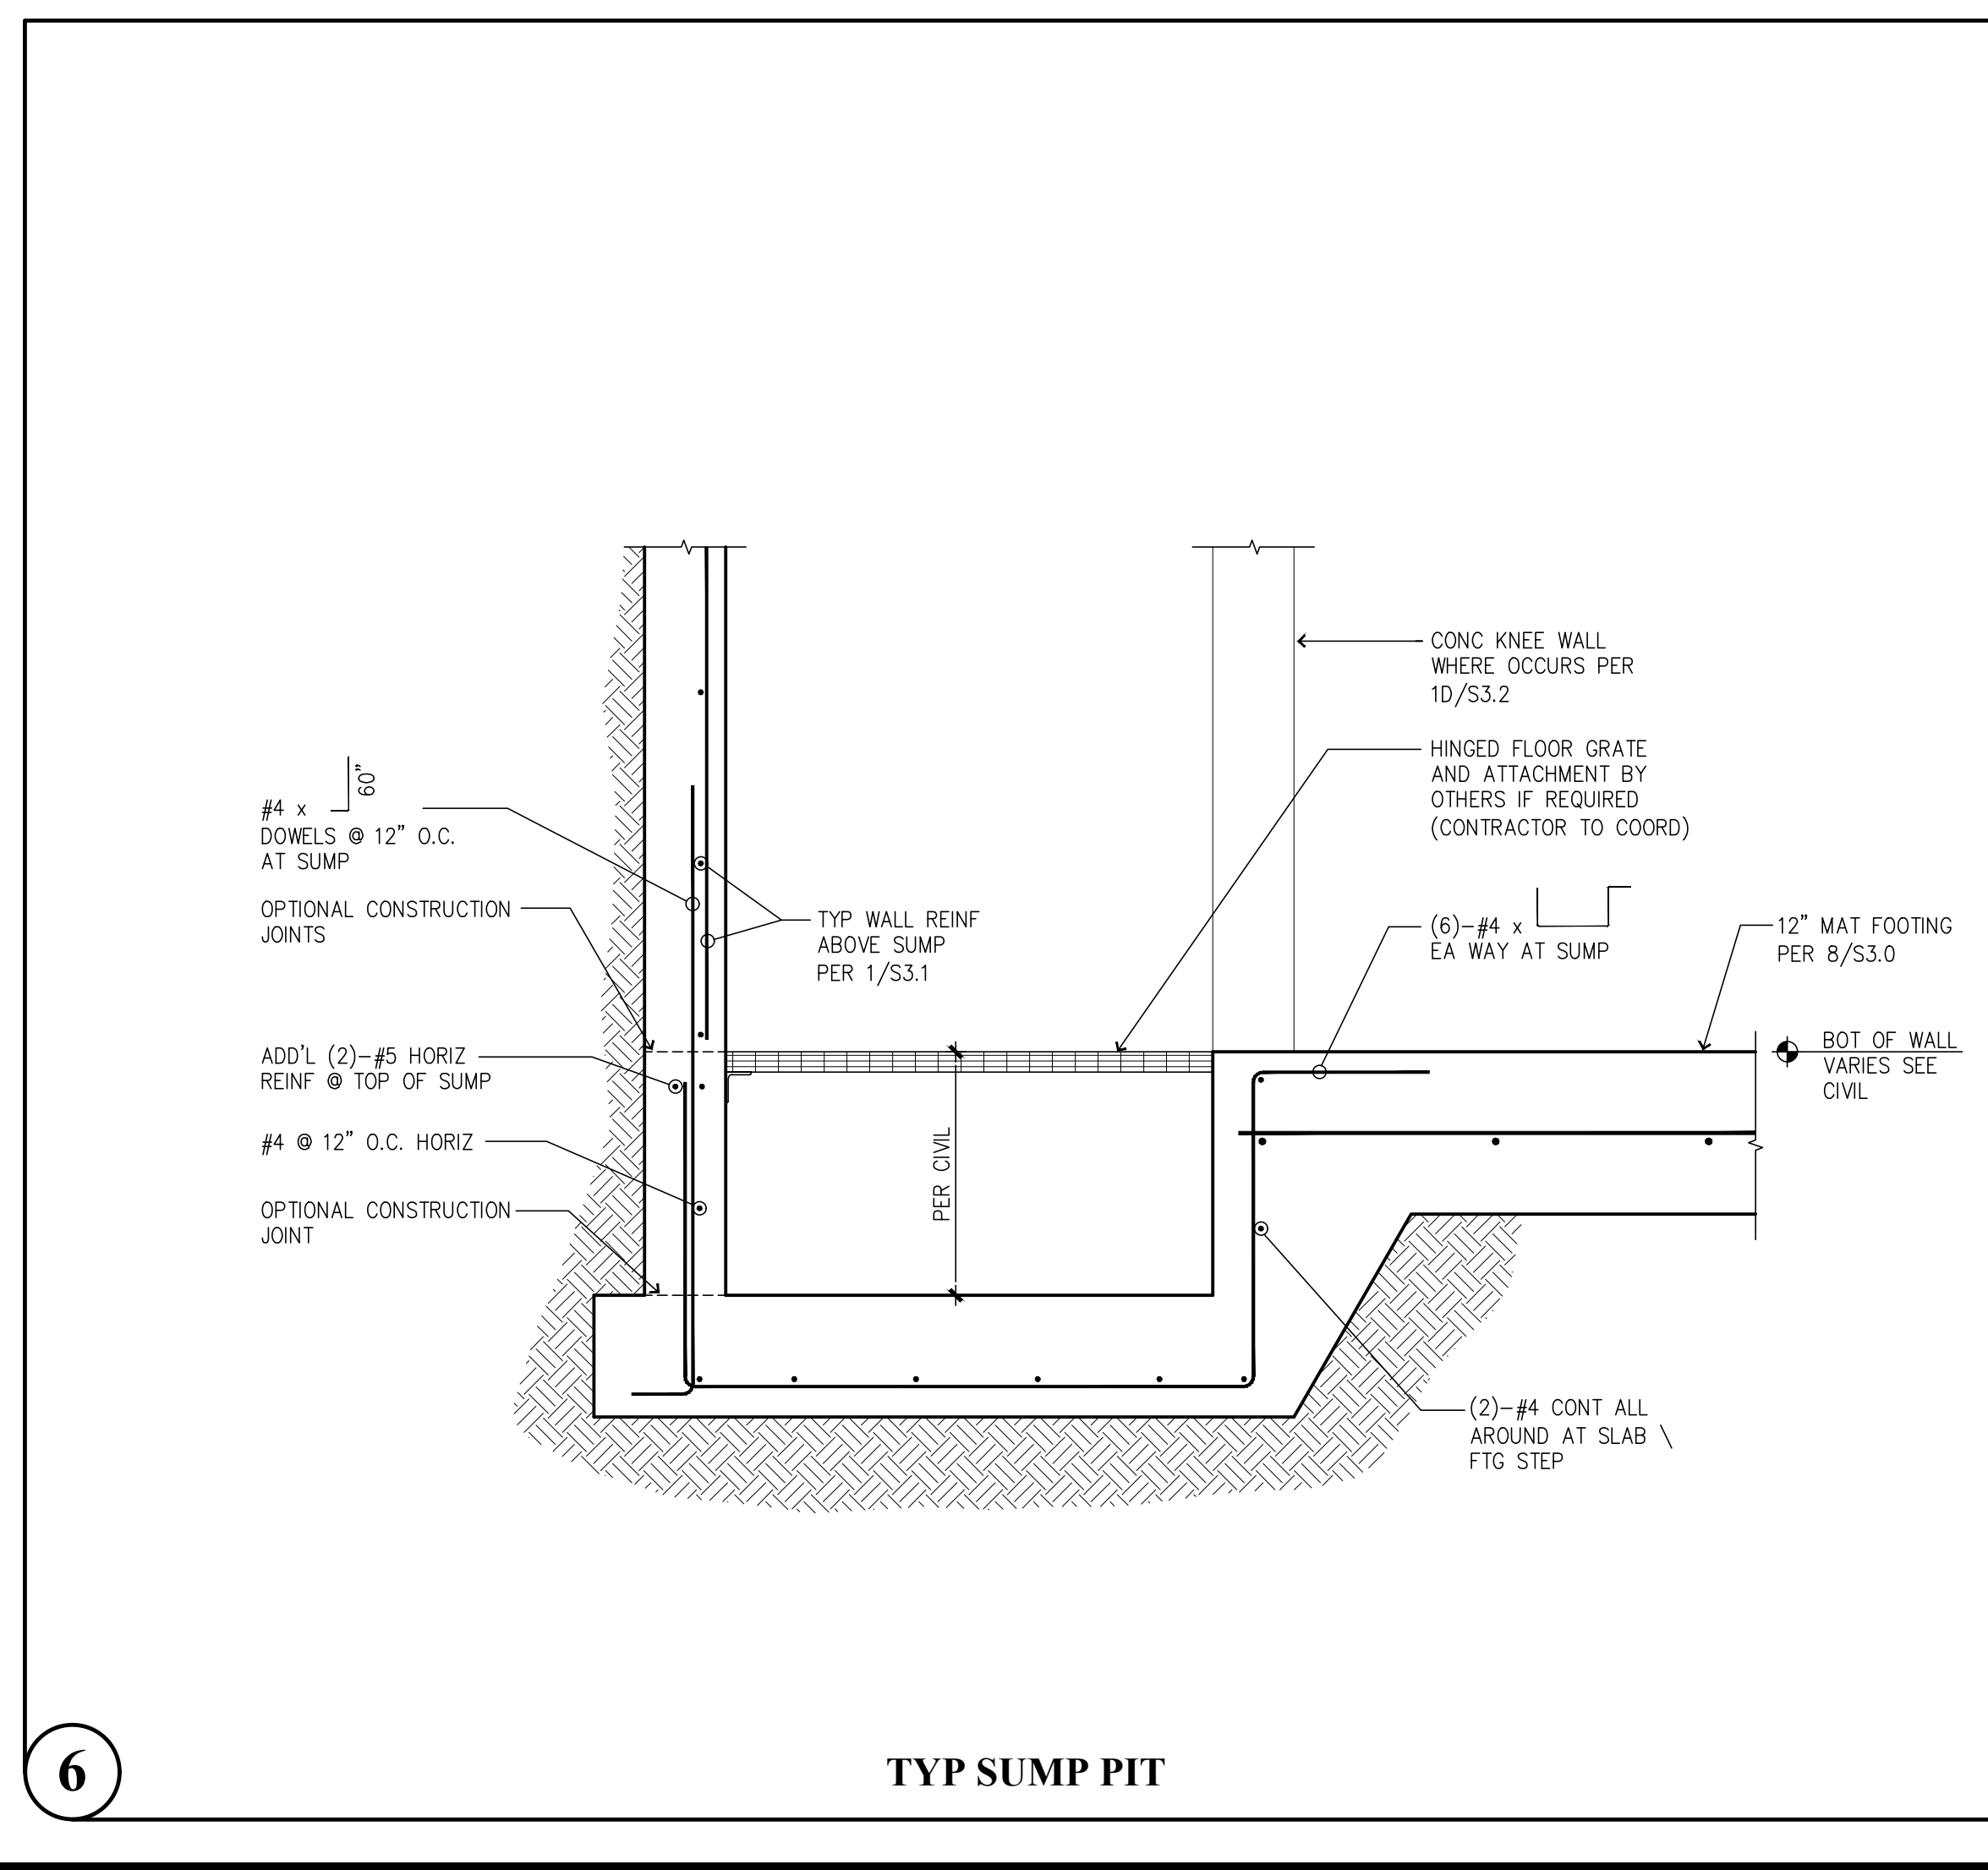 CONC KNEE WALL
WHERE OCCURS PER
1D/S3.2
HINGED FLOOR GRATE
AND ATTACHMENT BY
OTHERS IF REQUIRED
(CONTRACTOR TO COORD)
60"
#4 x
DOWELS @ 12" O.C.
AT SUMP
OPTIONAL CONSTRUCTION
JOINTS
TYP WALL REINF
ABOVE SUMP
PER 1/S3.1
(6)-#4 x
EA WAY AT SUMP
12" MAT FOOTING
PER 8/S3.0
BOT OF WALL
VARIES SEE
CIVIL
ADD'L (2)-#5 HORIZ
REINF @ TOP OF SUMP
#4 @ 12" O.C. HORIZ
PER CIVIL
OPTIONAL CONSTRUCTION
JOINT
(2)-#4 CONT ALL
AROUND AT SLAB \
FTG STEP
6
TYP SUMP PIT